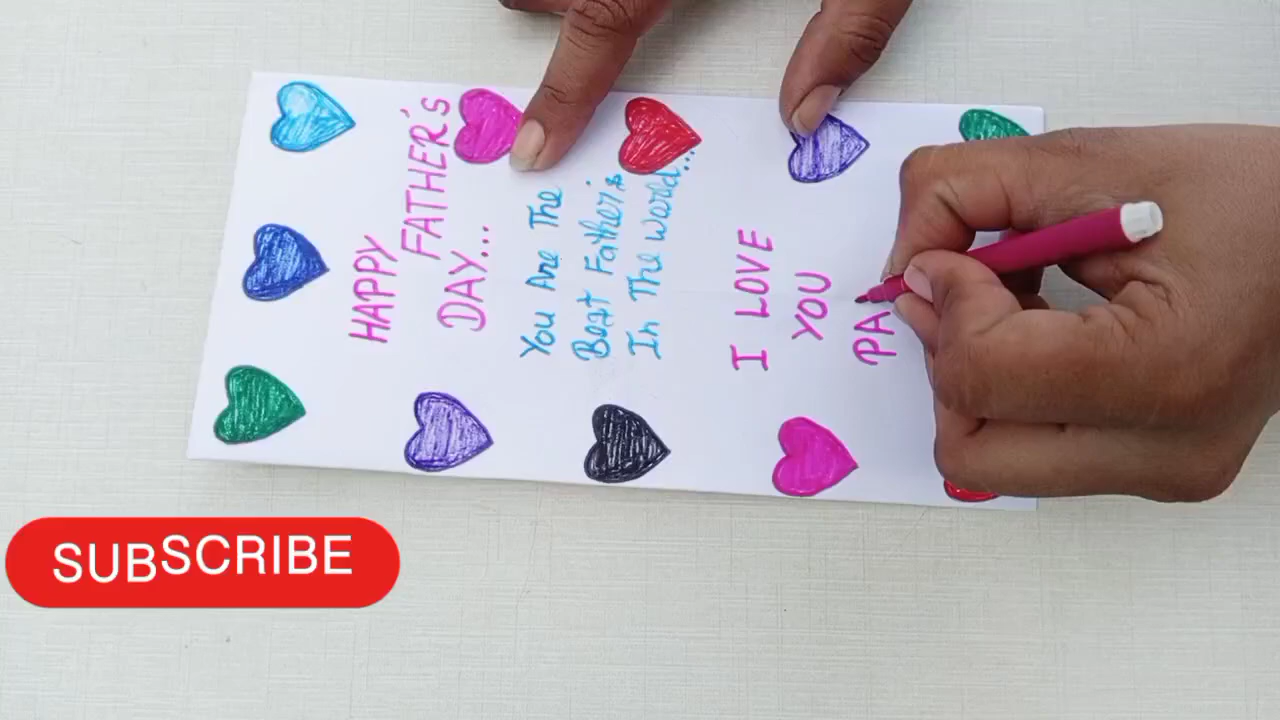 HAPPY
FATHER's
DAY...
You Are The
Best Father's
In The World...
I LOVE
YOU
PA
SUBSCRIBE